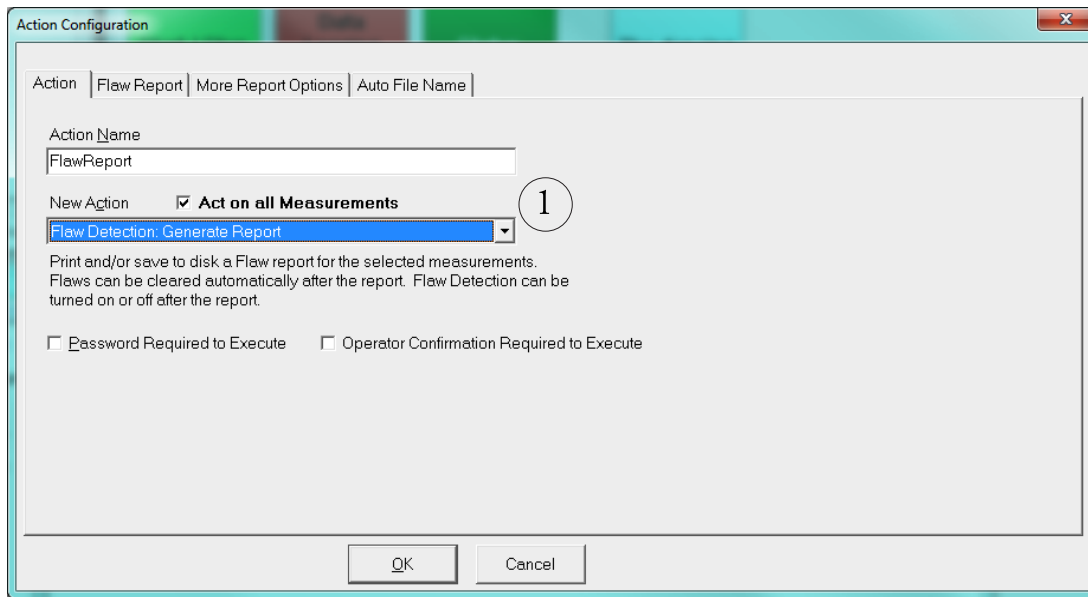 Data
Action Configuration
x
Action
Flaw Report
More Report Options
Auto File Name
Action Name
FlawReport
New Action
Act on all Measurements
1
Flaw Detection: Generate Report
Print and/or save to disk a Flaw report for the selected measurements.
Flaws can be cleared automatically after the report. Flaw Detection can be
turned on or off after the report.
Password Required to Execute
Operator Confirmation Required to Execute
OK
Cancel